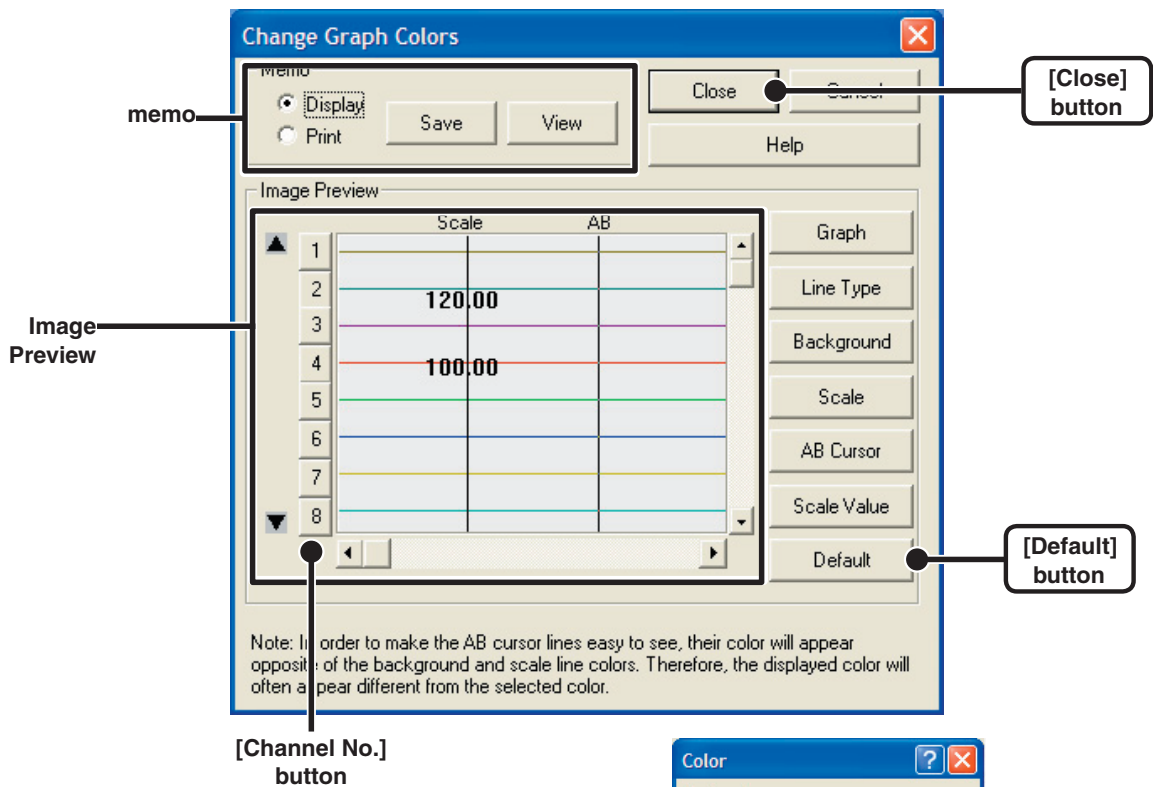 Change Graph Colors
Memo
Display
Print
Save
View
Close
Cancel
Help
[Close]
button
memo
Image Preview
Scale
AB
1
2
3
4
5
6
7
8
120.00
100.00
Graph
Line Type
Background
Scale
AB Cursor
Scale Value
Default
Image
Preview
[Default]
button
Note: In order to make the AB cursor lines easy to see, their color will appear
opposite of the background and scale line colors. Therefore, the displayed color will
often appear different from the selected color.
[Channel No.]
button
Color